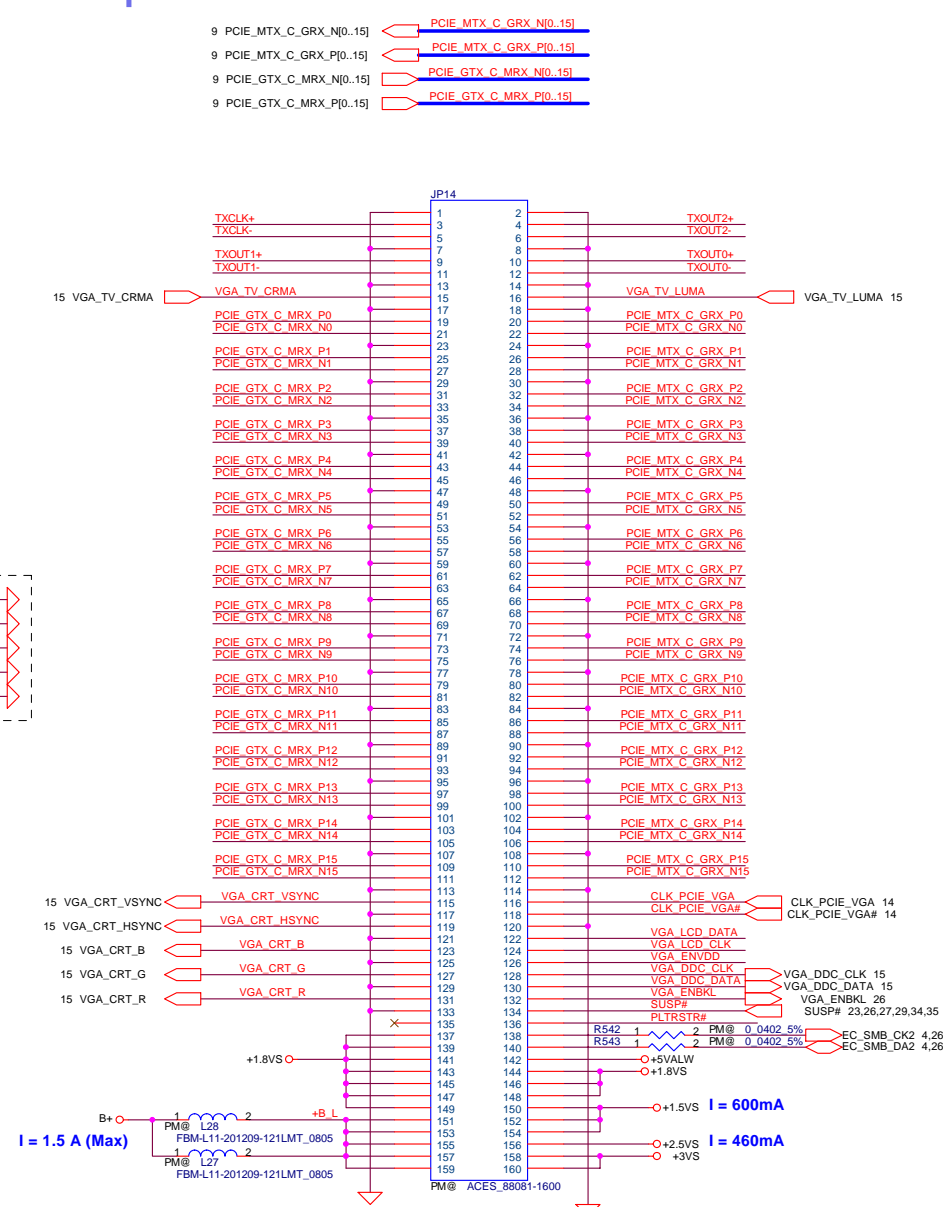 9 PCIE_MTX_C_GRX_N[0..15] PCIE_MTX_C_GRX_N[0..15]
9 PCIE_MTX_C_GRX_P[0..15] PCIE_MTX_C_GRX_P[0..15]
9 PCIE_GTX_C_MRX_N[0..15] PCIE_GTX_C_MRX_N[0..15]
9 PCIE_GTX_C_MRX_P[0..15] PCIE_GTX_C_MRX_P[0..15]
JP14
1 2
TXCLK+ 3 4 TXOUT2+
TXCLK- 5 6 TXOUT2-
7 8
TXOUT1+ 9 10 TXOUT0+
TXOUT1- 11 12 TXOUT0-
13 14
15 VGA_TV_CRMA VGA_TV_CRMA 15 16 VGA_TV_LUMA VGA_TV_LUMA 15
17 18
PCIE_GTX_C_MRX_P0 19 20 PCIE_MTX_C_GRX_P0
PCIE_GTX_C_MRX_N0 21 22 PCIE_MTX_C_GRX_N0
23 24
PCIE_GTX_C_MRX_P1 25 26 PCIE_MTX_C_GRX_P1
PCIE_GTX_C_MRX_N1 27 28 PCIE_MTX_C_GRX_N1
29 30
PCIE_GTX_C_MRX_P2 31 32 PCIE_MTX_C_GRX_P2
PCIE_GTX_C_MRX_N2 33 34 PCIE_MTX_C_GRX_N2
35 36
PCIE_GTX_C_MRX_P3 37 38 PCIE_MTX_C_GRX_P3
PCIE_GTX_C_MRX_N3 39 40 PCIE_MTX_C_GRX_N3
41 42
PCIE_GTX_C_MRX_P4 43 44 PCIE_MTX_C_GRX_P4
PCIE_GTX_C_MRX_N4 45 46 PCIE_MTX_C_GRX_N4
47 48
PCIE_GTX_C_MRX_P5 49 50 PCIE_MTX_C_GRX_P5
PCIE_GTX_C_MRX_N5 51 52 PCIE_MTX_C_GRX_N5
53 54
PCIE_GTX_C_MRX_P6 55 56 PCIE_MTX_C_GRX_P6
PCIE_GTX_C_MRX_N6 57 58 PCIE_MTX_C_GRX_N6
59 60
PCIE_GTX_C_MRX_P7 61 62 PCIE_MTX_C_GRX_P7
PCIE_GTX_C_MRX_N7 63 64 PCIE_MTX_C_GRX_N7
65 66
PCIE_GTX_C_MRX_P8 67 68 PCIE_MTX_C_GRX_P8
PCIE_GTX_C_MRX_N8 69 70 PCIE_MTX_C_GRX_N8
71 72
PCIE_GTX_C_MRX_P9 73 74 PCIE_MTX_C_GRX_P9
PCIE_GTX_C_MRX_N9 75 76 PCIE_MTX_C_GRX_N9
77 78
PCIE_GTX_C_MRX_P10 79 80 PCIE_MTX_C_GRX_P10
PCIE_GTX_C_MRX_N10 81 82 PCIE_MTX_C_GRX_N10
83 84
PCIE_GTX_C_MRX_P11 85 86 PCIE_MTX_C_GRX_P11
PCIE_GTX_C_MRX_N11 87 88 PCIE_MTX_C_GRX_N11
89 90
PCIE_GTX_C_MRX_P12 91 92 PCIE_MTX_C_GRX_P12
PCIE_GTX_C_MRX_N12 93 94 PCIE_MTX_C_GRX_N12
95 96
PCIE_GTX_C_MRX_P13 97 98 PCIE_MTX_C_GRX_P13
PCIE_GTX_C_MRX_N13 99 100 PCIE_MTX_C_GRX_N13
101 102
PCIE_GTX_C_MRX_P14 103 104 PCIE_MTX_C_GRX_P14
PCIE_GTX_C_MRX_N14 105 106 PCIE_MTX_C_GRX_N14
107 108
PCIE_GTX_C_MRX_P15 109 110 PCIE_MTX_C_GRX_P15
PCIE_GTX_C_MRX_N15 111 112 PCIE_MTX_C_GRX_N15
113 114
15 VGA_CRT_VSYNC VGA_CRT_VSYNC 115 116 CLK_PCIE_VGA CLK_PCIE_VGA 14
117 118 CLK_PCIE_VGA# CLK_PCIE_VGA# 14
15 VGA_CRT_HSYNC VGA_CRT_HSYNC 119 120
121 122 VGA_LCD_DATA
15 VGA_CRT_B VGA_CRT_B 123 124 VGA_LCD_CLK
125 126 VGA_ENVDD
15 VGA_CRT_G VGA_CRT_G 127 128 VGA_DDC_CLK VGA_DDC_CLK 15
129 130 VGA_DDC_DATA VGA_DDC_DATA 15
15 VGA_CRT_R VGA_CRT_R 131 132 VGA_ENBKL VGA_ENBKL 26
133 134 SUSP# SUSP# 23,26,27,29,34,35
135 136 PLTRSTR#
137 138 R542 1 2 PM@ 0_0402_5% EC_SMB_CK2 4,26
139 140 R543 1 2 PM@ 0_0402_5% EC_SMB_DA2 4,26
+1.8VS 141 142 +5VALW
143 144 +1.8VS
145 146
147 148
149 150 +1.5VS I = 600mA
B+ 1 2 +B_L 151 152
PM@ L28
FBM-L11-201209-121LMT_0805
153 154
I = 1.5 A (Max) 155 156 +2.5VS I = 460mA
1 2 157 158 +3VS
PM@ L27
FBM-L11-201209-121LMT_0805
159 160
PM@ ACES_88081-1600